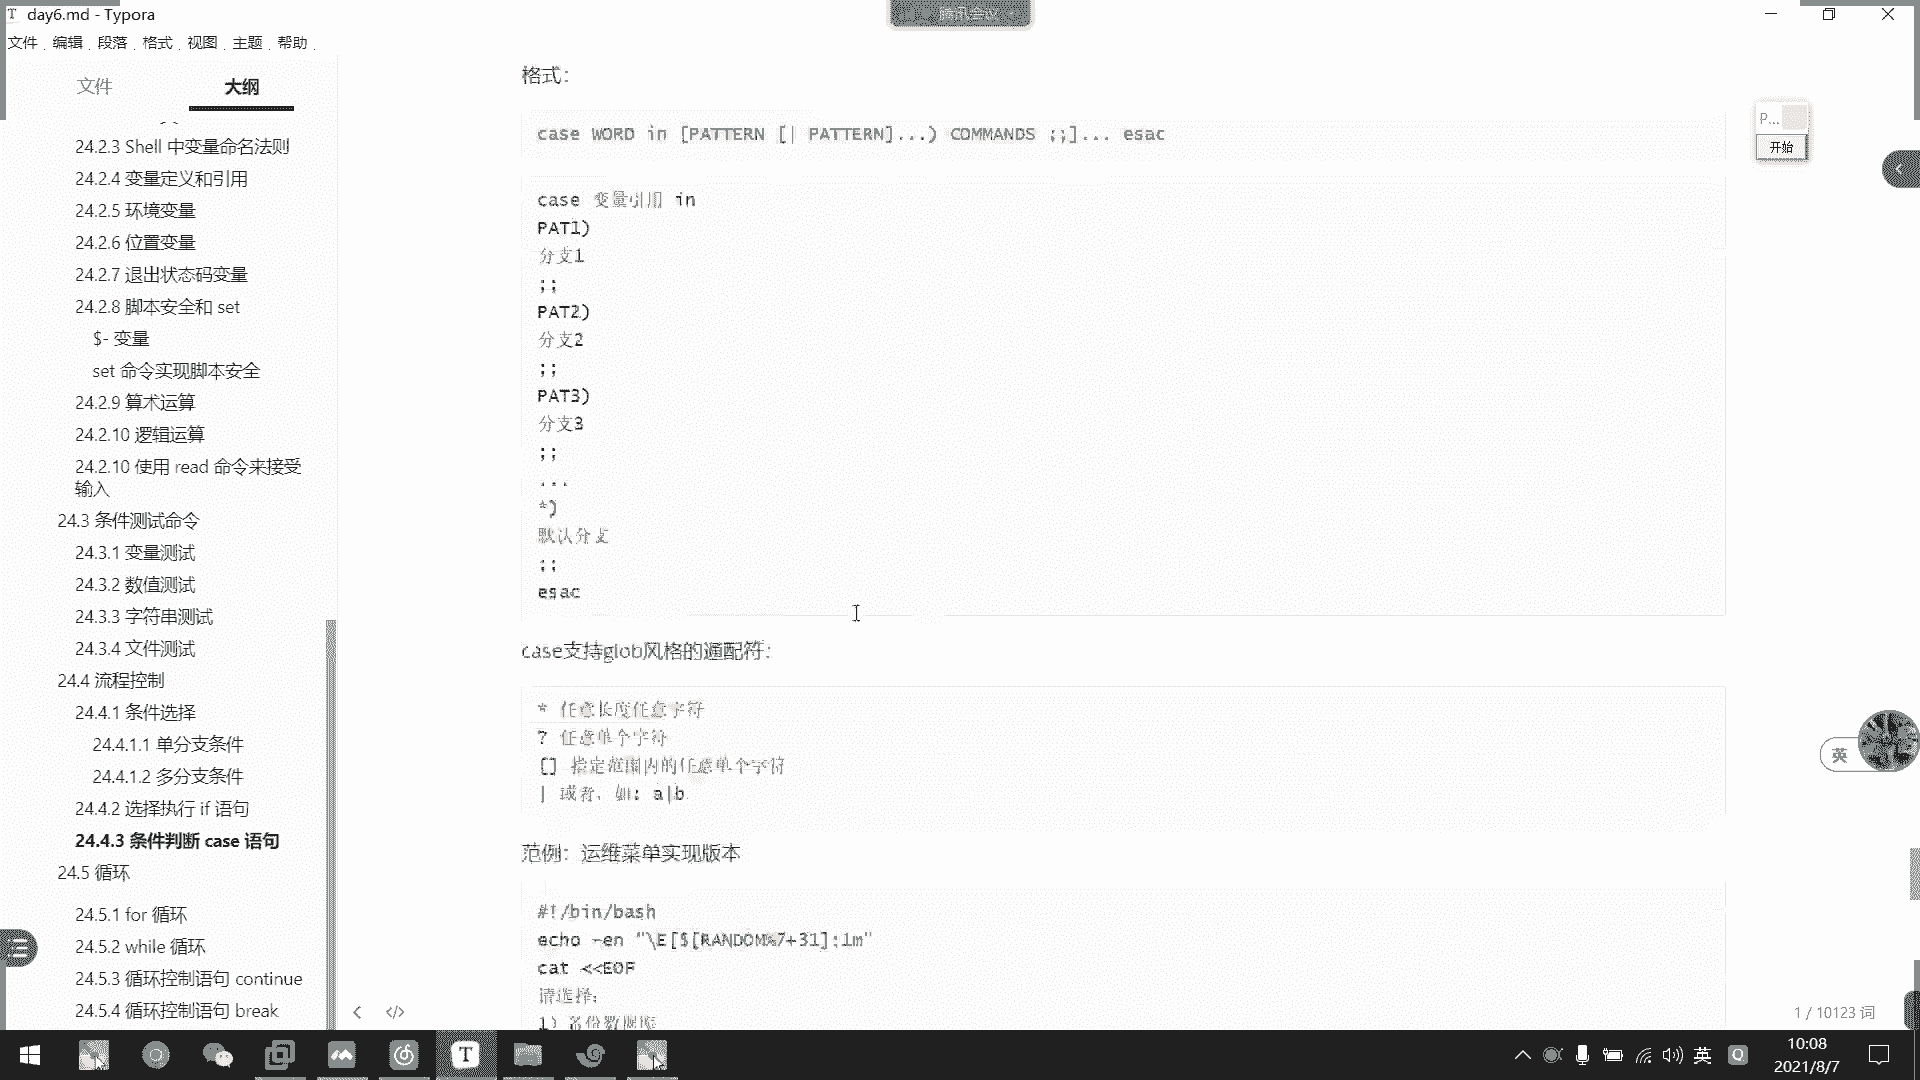 day6.md - Typora
腾讯会议
文件 编辑 段落 格式 视图 主题 帮助
文件 大纲
24.2.3 Shell 中变量命名法则
24.2.4 变量定义和引用
24.2.5 环境变量
24.2.6 位置变量
24.2.7 退出状态码变量
24.2.8 脚本安全和 set
$- 变量
set 命令实现脚本安全
24.2.9 算术运算
24.2.10 逻辑运算
24.2.10 使用 read 命令来接受
输入
24.3 条件测试命令
24.3.1 变量测试
24.3.2 数值测试
24.3.3 字符串测试
24.3.4 文件测试
24.4 流程控制
24.4.1 条件选择
24.4.1.1 单分支条件
24.4.1.2 多分支条件
24.4.2 选择执行 if 语句
24.4.3 条件判断 case 语句
24.5 循环
24.5.1 for 循环
24.5.2 while 循环
24.5.3 循环控制语句 continue
24.5.4 循环控制语句 break
格式：
case WORD in [PATTERN [| PATTERN]...) COMMANDS ;;]... esac
case 变量引用 in
PAT1)
分支1
;;
PAT2)
分支2
;;
PAT3)
分支3
;;
...
*)
默认分支
;;
esac
case支持glob风格的通配符：
* 任意长度任意字符
? 任意单个字符
[] 指定范围内的任意单个字符
| 或者，如: a|b
范例：运维菜单实现版本
#!/bin/bash
echo -en "\E[$[RANDOM%7+31];1m"
cat <<EOF
请选择：
1) 备份数据库
P...
开始
英
1 / 10123 词
英
10:08
2021/8/7